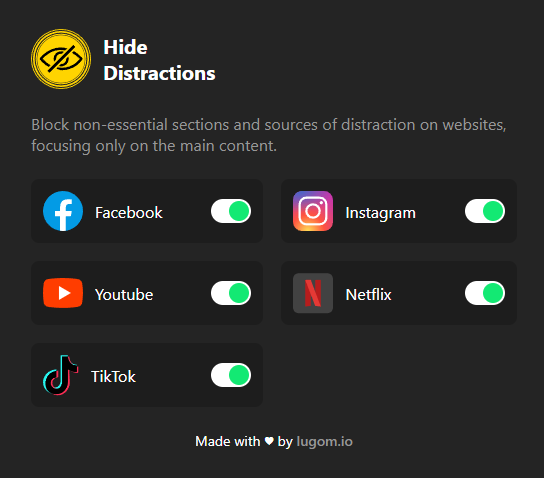 Hide
Distractions
Block non-essential sections and sources of distraction on websites,
focusing only on the main content.
Facebook
Instagram
Youtube
Netflix
TikTok
Made with ♥ by lugom.io